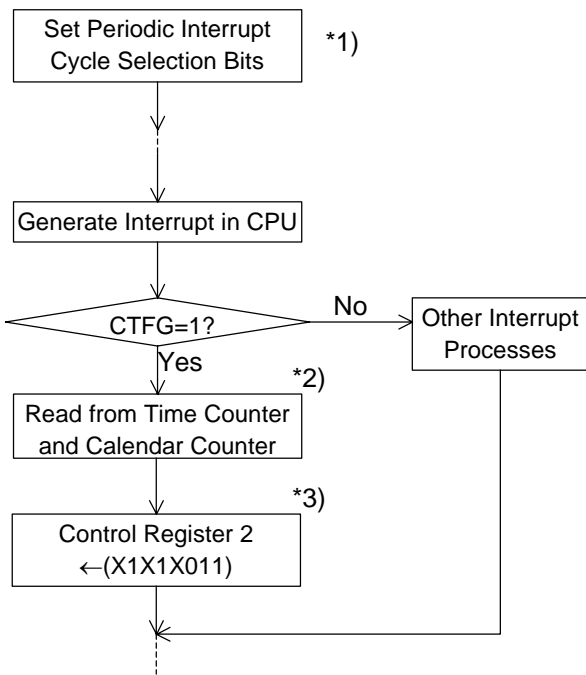 Set Periodic Interrupt
Cycle Selection Bits
*1)
Generate Interrupt in CPU
CTFG=1?
No
Other Interrupt
Processes
Yes
*2)
Read from Time Counter
and Calendar Counter
*3)
Control Register 2
←(X1X1X011)